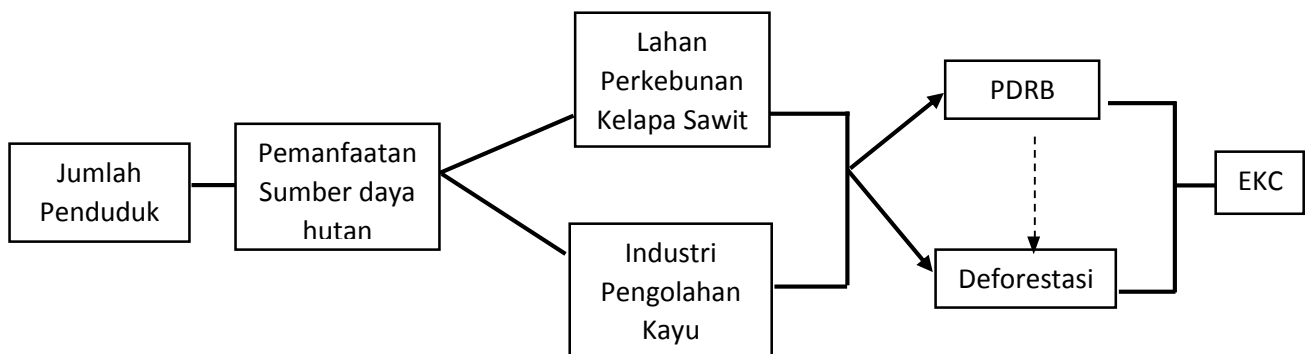 Jumlah
Penduduk
Pemanfaatan
Sumber daya
hutan
Lahan
Perkebunan
Kelapa Sawit
Industri
Pengolahan
Kayu
PDRB
Deforestasi
EKC